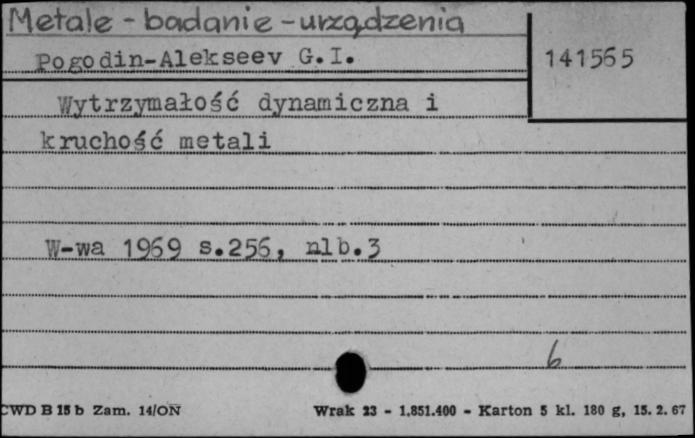 Metale - badanie - urządzenia
Pogodin-Alekseev G.I.
141565
Wytrzymałość dynamiczna i
kruchość metali
W-wa 1969 s.256, nlb.3
6
CWD B 15 b Zam. 14/ON
Wrak 23 - 1,851.400 - Karton 5 kl. 180 g, 15. 2. 67